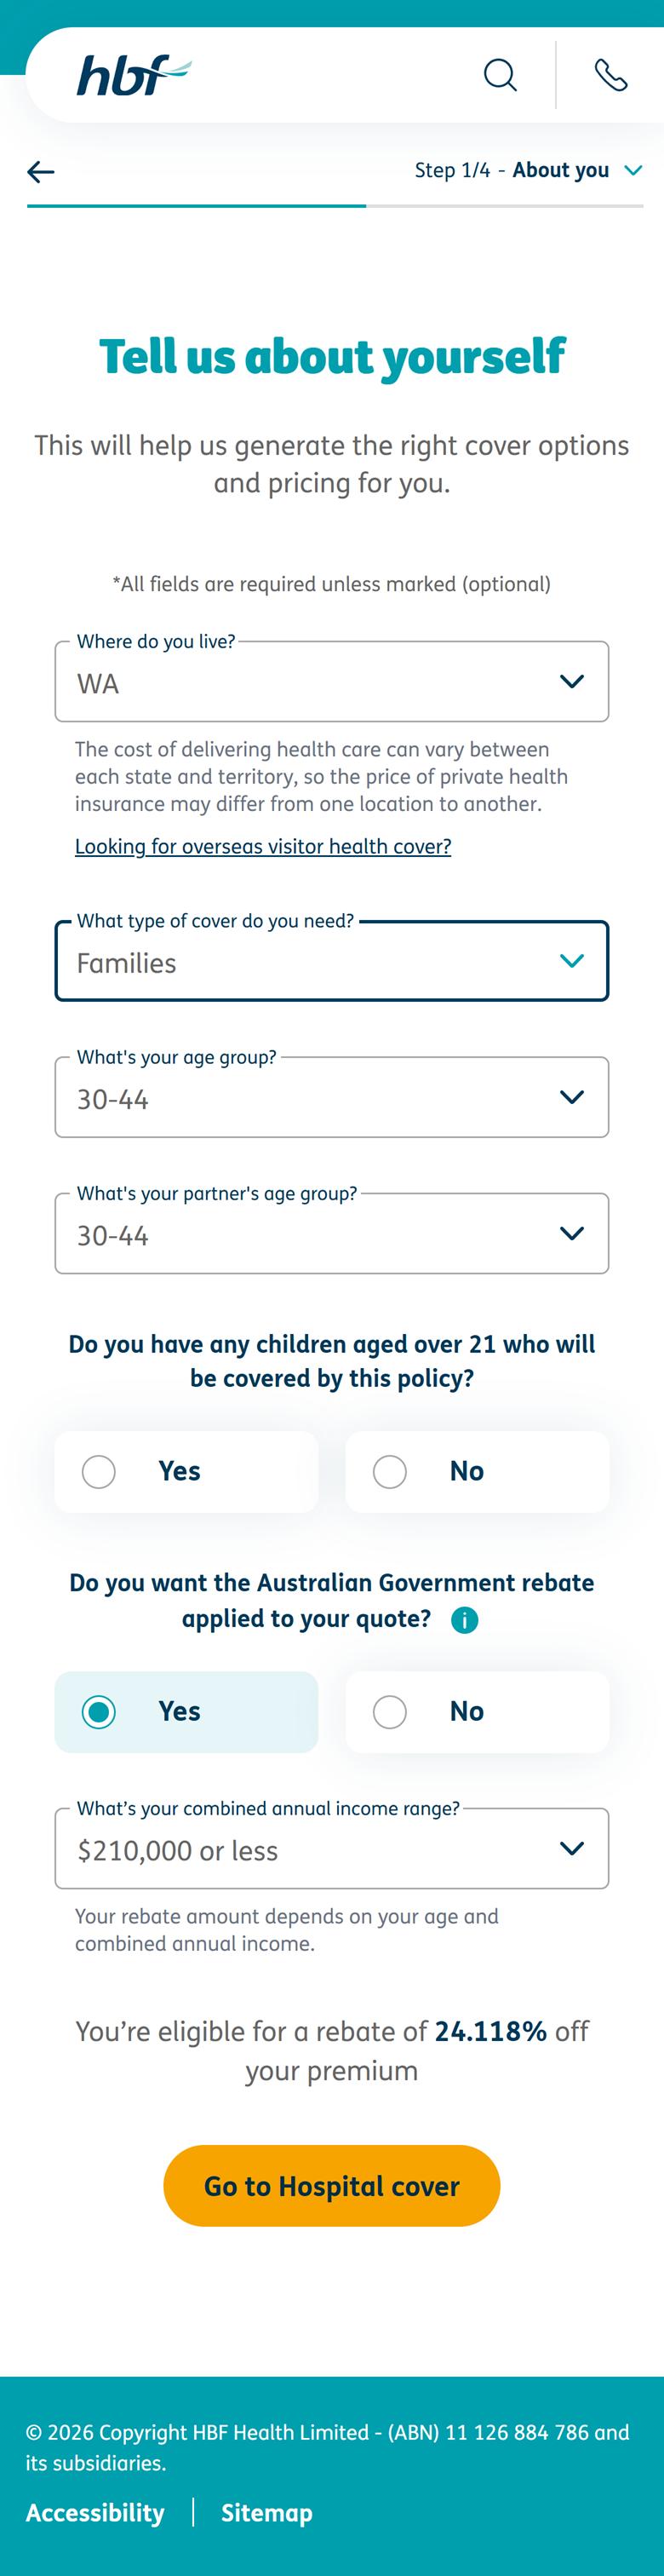 hbf
Step 1/4 - About you
Tell us about yourself
This will help us generate the right cover options
and pricing for you.
*All fields are required unless marked (optional)
Where do you live?
WA
The cost of delivering health care can vary between
each state and territory, so the price of private health
insurance may differ from one location to another.
Looking for overseas visitor health cover?
What type of cover do you need?
Families
What's your age group?
30-44
What's your partner's age group?
30-44
Do you have any children aged over 21 who will
be covered by this policy?
Yes
No
Do you want the Australian Government rebate
applied to your quote? i
Yes
No
What’s your combined annual income range?
$210,000 or less
Your rebate amount depends on your age and
combined annual income.
You’re eligible for a rebate of 24.118% off
your premium
Go to Hospital cover
© 2026 Copyright HBF Health Limited - (ABN) 11 126 884 786 and
its subsidiaries.
Accessibility | Sitemap